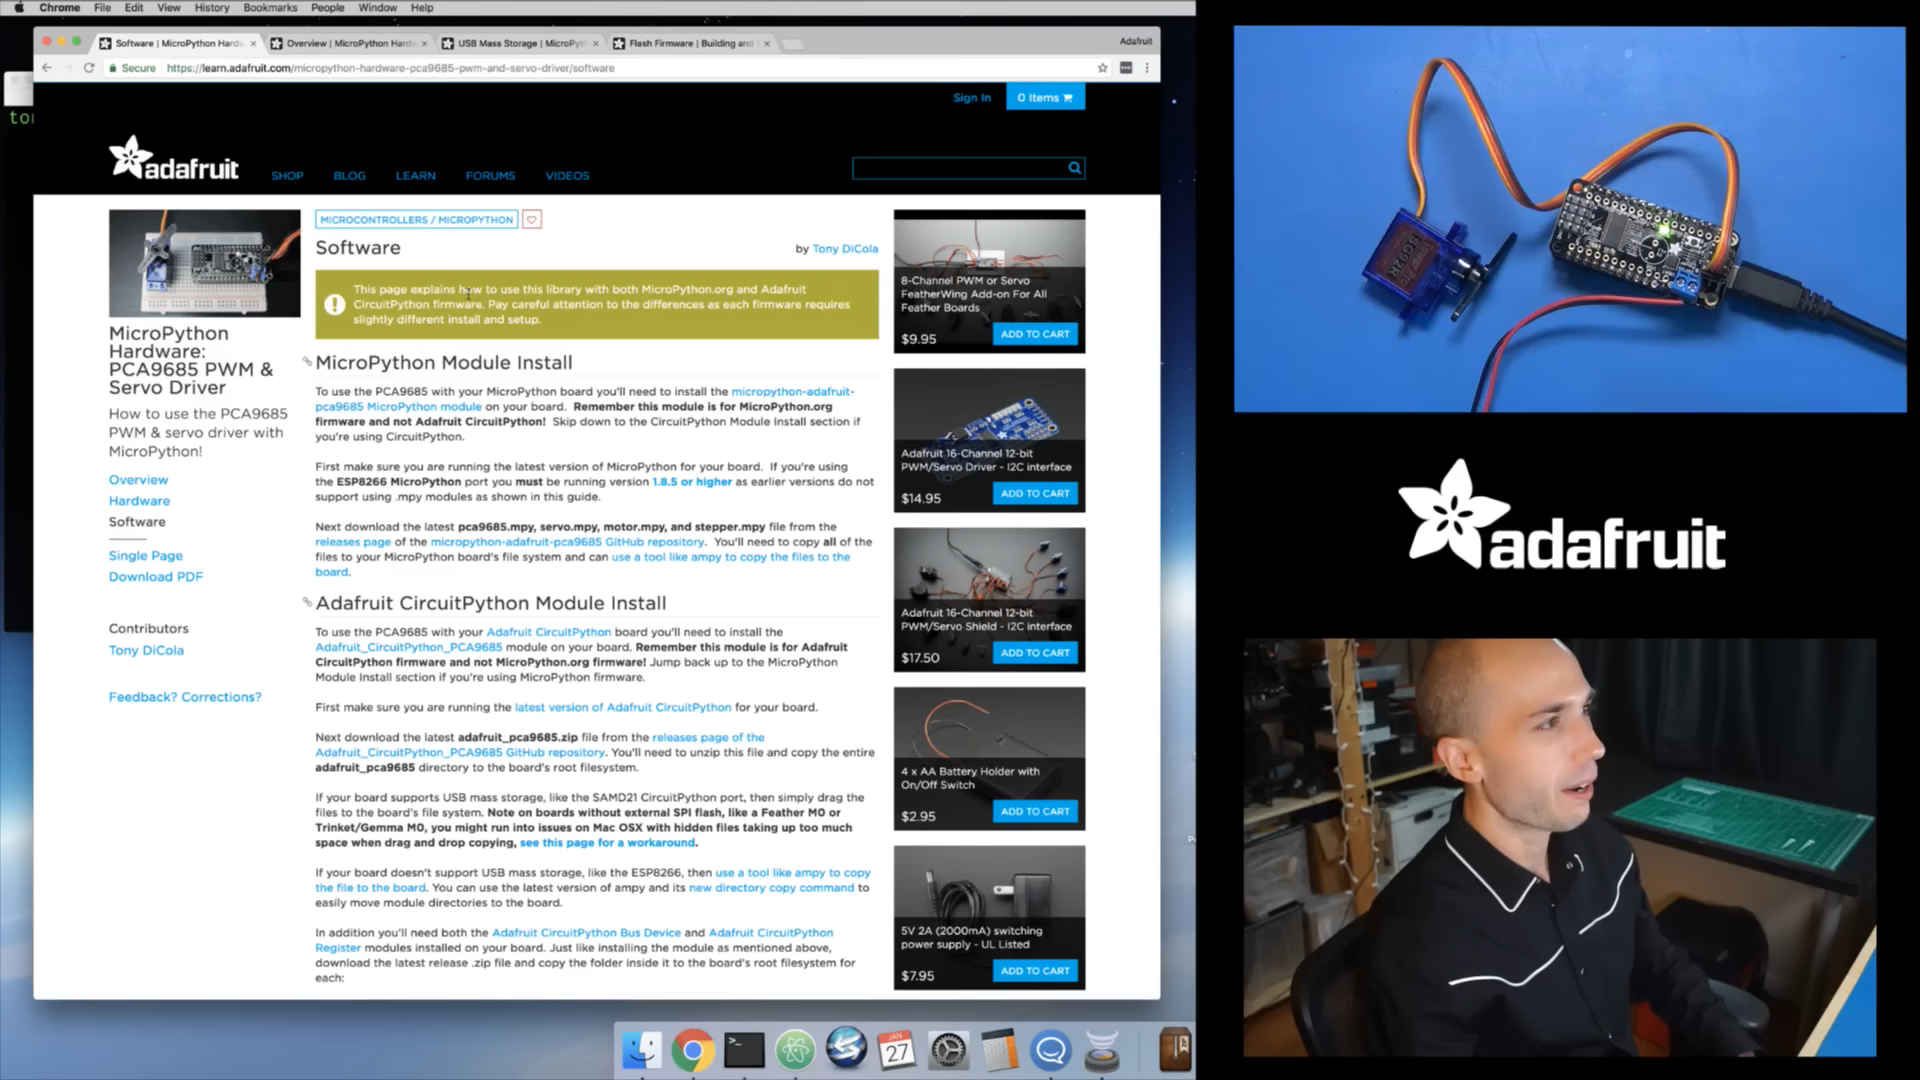 Chrome File Edit View History Bookmarks People Window Help
Software | MicroPython Hardw
Overview | MicroPython Hardw
USB Mass Storage | MicroPyth
Flash Firmware | Building and
Adafruit
Secure https://learn.adafruit.com/micropython-hardware-pca9685-pwm-and-servo-driver/software
Sign In
0 Items
adafruit
SHOP BLOG LEARN FORUMS VIDEOS
MicroPython
Hardware:
PCA9685 PWM &
Servo Driver
How to use the PCA9685
PWM & servo driver with
MicroPython!
Overview
Hardware
Software
Single Page
Download PDF
Contributors
Tony DiCola
Feedback? Corrections?
MICROCONTROLLERS / MICROPYTHON
Software
by Tony DiCola
This page explains how to use this library with both MicroPython.org and Adafruit
CircuitPython firmware. Pay careful attention to the differences as each firmware requires
slightly different install and setup.
MicroPython Module Install
To use the PCA9685 with your MicroPython board you'll need to install the micropython-adafruit-
pca9685 MicroPython module on your board. Remember this module is for MicroPython.org
firmware and not Adafruit CircuitPython! Skip down to the CircuitPython Module Install section if
you're using CircuitPython.
First make sure you are running the latest version of MicroPython for your board. If you're using
the ESP8266 MicroPython port you must be running version 1.8.5 or higher as earlier versions do not
support using .mpy modules as shown in this guide.
Next download the latest pca9685.mpy, servo.mpy, motor.mpy, and stepper.mpy file from the
releases page of the micropython-adafruit-pca9685 GitHub repository. You'll need to copy all of the
files to your MicroPython board's file system and can use a tool like ampy to copy the files to the
board.
Adafruit CircuitPython Module Install
To use the PCA9685 with your Adafruit CircuitPython board you'll need to install the
Adafruit_CircuitPython_PCA9685 module on your board. Remember this module is for Adafruit
CircuitPython firmware and not MicroPython.org firmware! Jump back up to the MicroPython
Module Install section if you're using MicroPython firmware.
First make sure you are running the latest version of Adafruit CircuitPython for your board.
Next download the latest adafruit_pca9685.zip file from the releases page of the
Adafruit_CircuitPython_PCA9685 GitHub repository. You'll need to unzip this file and copy the entire
adafruit_pca9685 directory to the board's root filesystem.
If your board supports USB mass storage, like the SAMD21 CircuitPython port, then simply drag the
files to the board's file system. Note on boards without external SPI flash, like a Feather M0 or
Trinket/Gemma M0, you might run into issues on Mac OSX with hidden files taking up too much
space when drag and drop copying, see this page for a workaround.
If your board doesn't support USB mass storage, like the ESP8266, then use a tool like ampy to copy
the file to the board. You can use the latest version of ampy and its new directory copy command to
easily move module directories to the board.
In addition you'll need both the Adafruit CircuitPython Bus Device and Adafruit CircuitPython
Register modules installed on your board. Just like installing the module as mentioned above,
download the latest release .zip file and copy the folder inside it to the board's root filesystem for
each:
8-Channel PWM or Servo
FeatherWing Add-on For All
Feather Boards
$9.95
ADD TO CART
Adafruit 16-Channel 12-bit
PWM/Servo Driver - I2C interface
$14.95
ADD TO CART
Adafruit 16-Channel 12-bit
PWM/Servo Shield - I2C interface
$17.50
ADD TO CART
4 x AA Battery Holder with
On/Off Switch
$2.95
ADD TO CART
5V 2A (2000mA) switching
power supply - UL Listed
$7.95
ADD TO CART
JAN
27
SG92R
adafruit